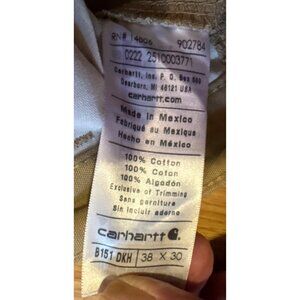 RN# 14806 902784
0222 2510003771
Carhartt, Inc. P.O. Box 600
Dearborn, MI 48121 USA
carhartt.com
Made in Mexico
Fabriqué au Mexique
Hecho en México
100% Cotton
100% Coton
100% Algodón
Exclusive of Trimming
Sans garniture
Sin incluir adorno
carhartt
B151 DKH 38 X 30